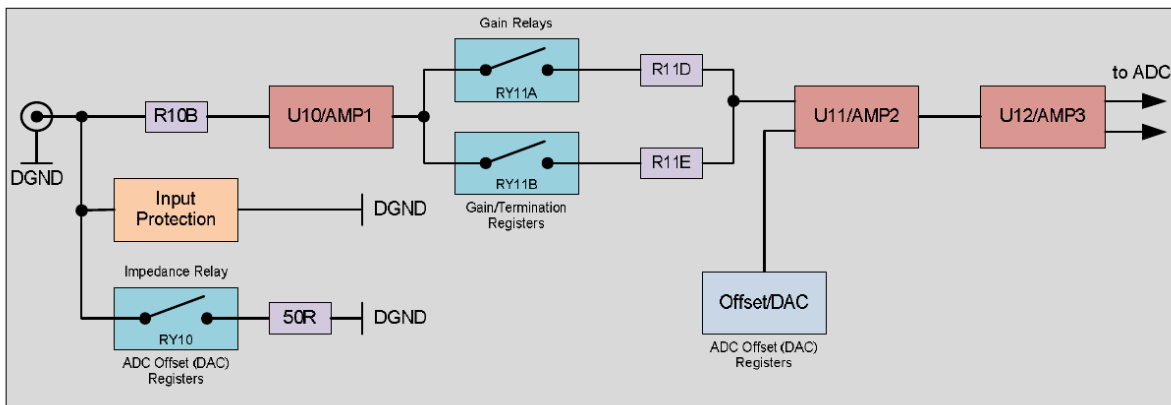 Gain Relays
RY11A
R11D
to ADC
R10B
U10/AMP1
U11/AMP2
U12/AMP3
DGND
RY11B
R11E
Gain/Termination
Registers
Input
Protection
DGND
Impedance Relay
RY10
50R
DGND
ADC Offset (DAC)
Registers
Offset/DAC
ADC Offset (DAC)
Registers